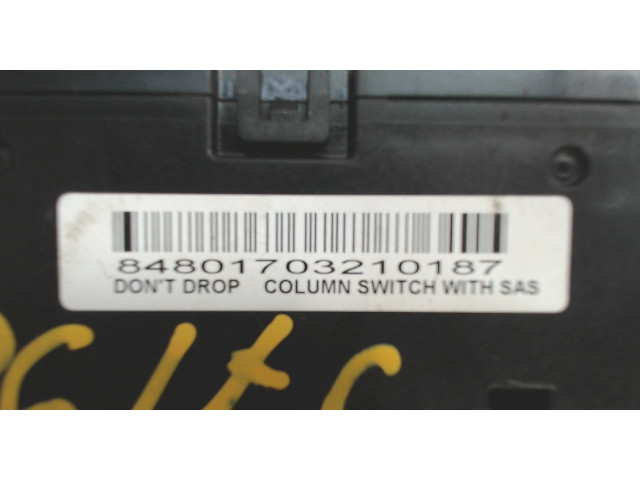 84801703210187
DON'T DROP COLUMN SWITCH WITH SAS